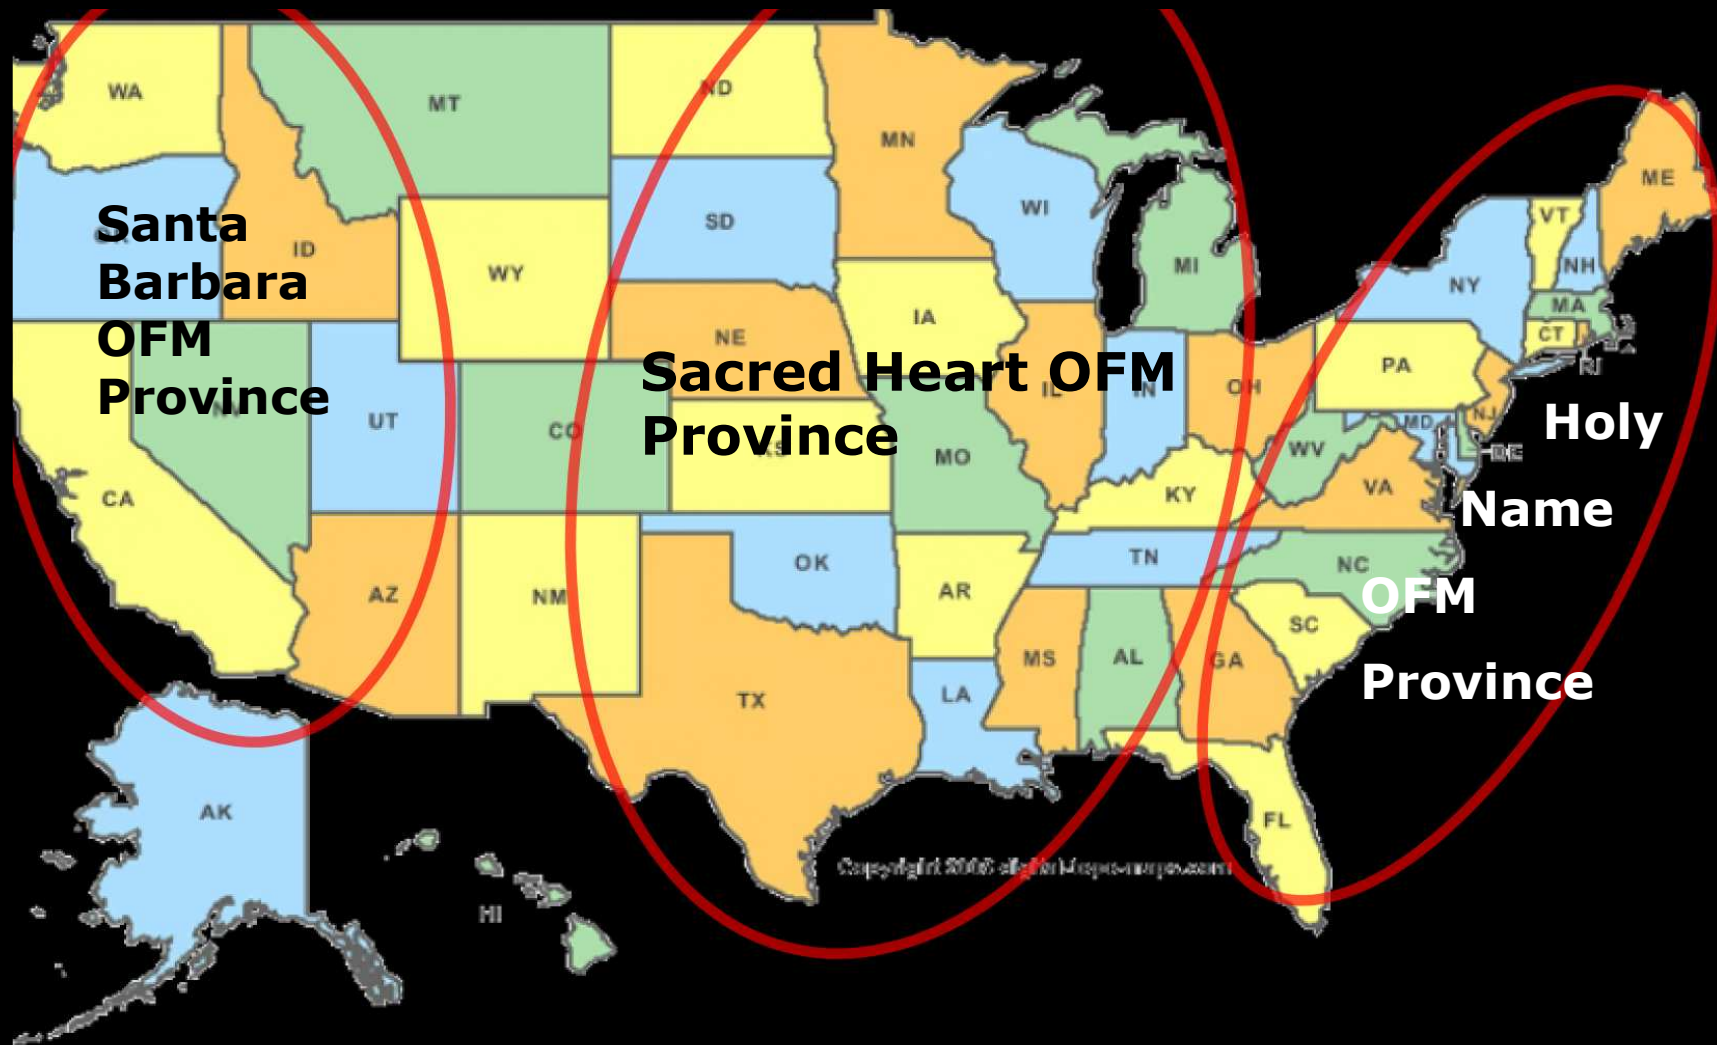 WA
MT
ND
MN
ME
WI
VT
SD
ID
NH
MI
NY
WY
MA
IA
CT
NE
PA
RI
Santa
Barbara
OFM
Province
Sacred Heart OFM
Province
IL
IN
OH
NV
UT
CO
KS
MO
WV
MD
NJ
DE
Holy
Name
OFM
Province
CA
KY
VA
AZ
NM
OK
AR
TN
NC
SC
MS
AL
GA
TX
LA
FL
AK
HI